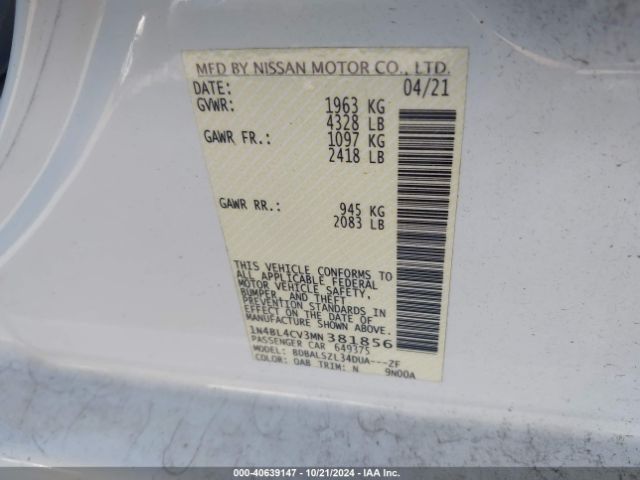 MFD BY NISSAN MOTOR CO., LTD.
DATE: 04/21
GVWR: 1963 KG
4328 LB
GAWR FR.: 1097 KG
2418 LB
GAWR RR.: 945 KG
2083 LB
THIS VEHICLE CONFORMS TO
ALL APPLICABLE FEDERAL
MOTOR VEHICLE SAFETY,
BUMPER, AND THEFT
PREVENTION STANDARDS IN
EFFECT ON THE DATE OF
MANUFACTURE SHOWN ABOVE.
1N4BL4CV3MN381856
PASSENGER CAR 649375
MODEL: BDBALSZL34DUA---ZF
COLOR: QAB TRIM: N 9N00A
000-40639147 - 10/21/2024 - IAA Inc.